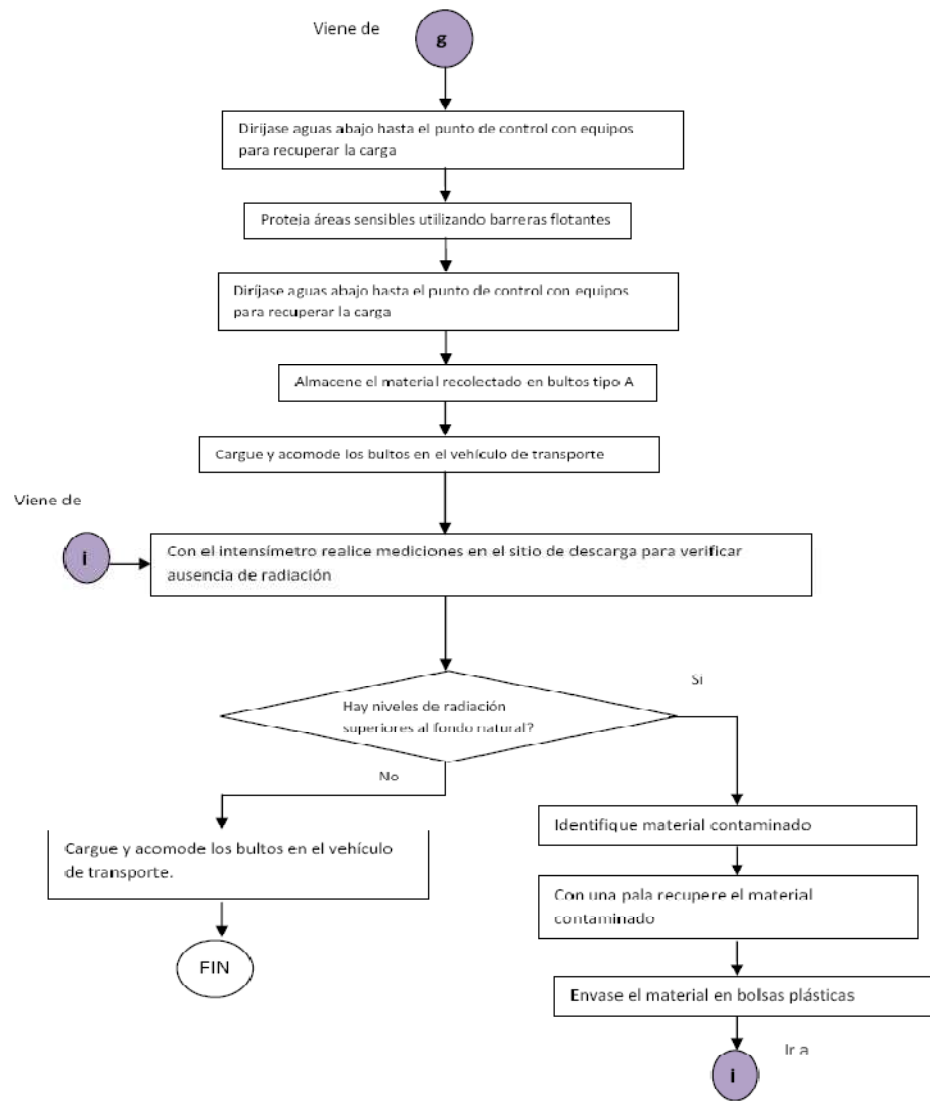 Viene de
g
Diríjase aguas abajo hasta el punto de control con equipos
para recuperar la carga
Proteja áreas sensibles utilizando barreras flotantes
Diríjase aguas abajo hasta el punto de control con equipos
para recuperar la carga
Almacene el material recolectado en bultos tipo A
Cargue y acomode los bultos en el vehículo de transporte
Viene de
i
Con el intensímetro realice mediciones en el sitio de descarga para verificar
ausencia de radiación
Hay niveles de radiación
superiores al fondo natural?
Si
No
Cargue y acomode los bultos en el vehículo
de transporte.
FIN
Identifique material contaminado
Con una pala recupere el material
contaminado
Envase el material en bolsas plásticas
Ir a
i